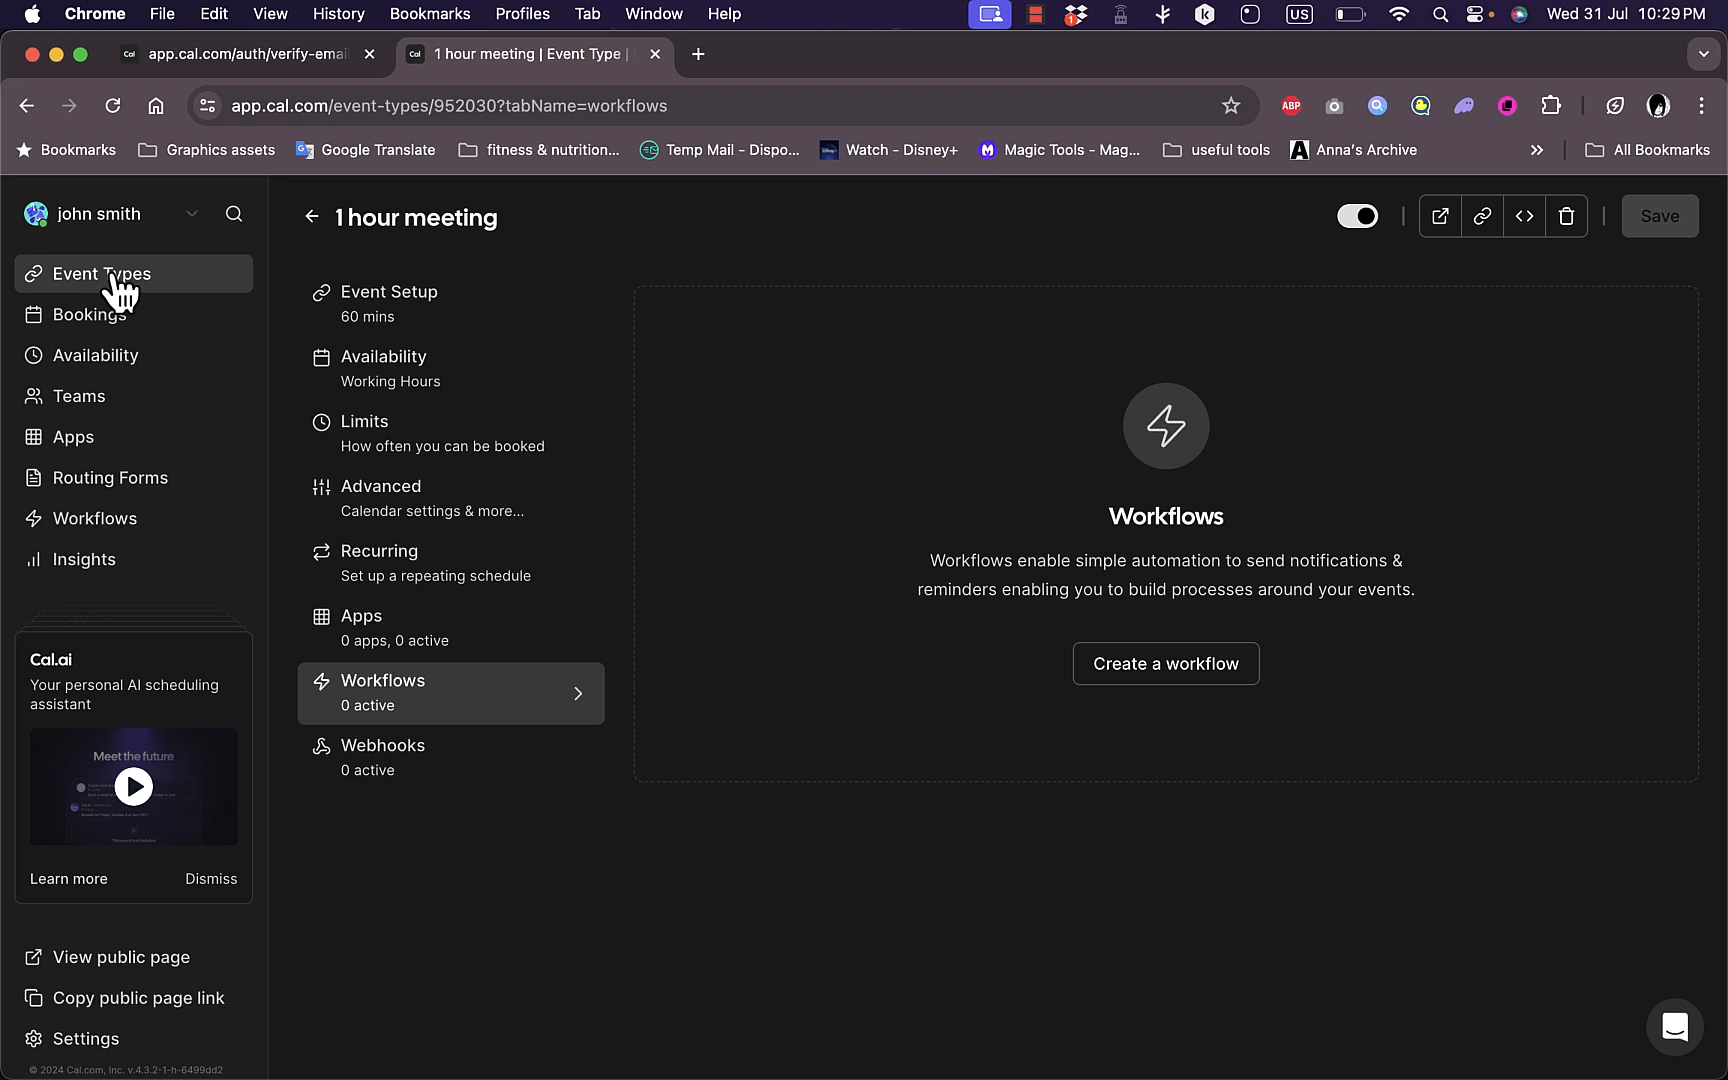 Chrome File Edit View History Bookmarks Profiles Tab Window Help
1 US Wed 31 Jul 10:29 PM
Cal app.cal.com/auth/verify-emai
Cal 1 hour meeting | Event Type |
app.cal.com/event-types/952030?tabName=workflows
ABP
Bookmarks Graphics assets Google Translate fitness & nutrition... Temp Mail - Dispo... Watch - Disney+ Magic Tools - Mag... useful tools Anna's Archive All Bookmarks
john smith
Event Types
Bookings
Availability
Teams
Apps
Routing Forms
Workflows
Insights
Cal.ai
Your personal AI scheduling
assistant
Meet the future
Learn more Dismiss
View public page
Copy public page link
Settings
© 2024 Cal.com, Inc. v.4.3.2-1-h-6499dd2
1 hour meeting
Save
Event Setup
60 mins
Availability
Working Hours
Limits
How often you can be booked
Advanced
Calendar settings & more...
Recurring
Set up a repeating schedule
Apps
0 apps, 0 active
Workflows
0 active
Webhooks
0 active
Workflows
Workflows enable simple automation to send notifications &
reminders enabling you to build processes around your events.
Create a workflow